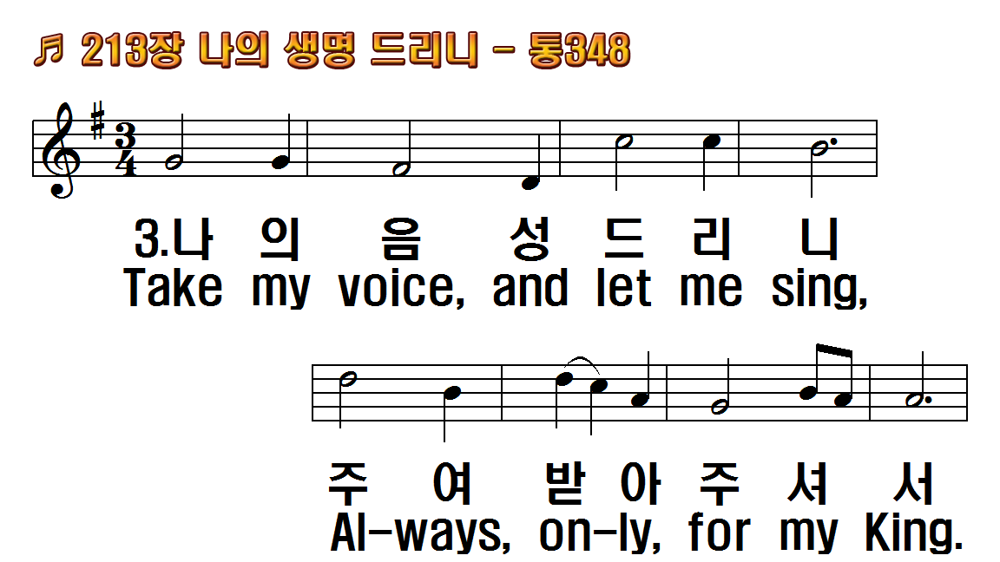 ♬ 213장 나의 생명 드리니 - 통348
3
4
3.나 의 음 성 드 리 니
Take my voice, and let me sing,
주 여 받 아 주 셔 서
Al-ways, on-ly, for my King.